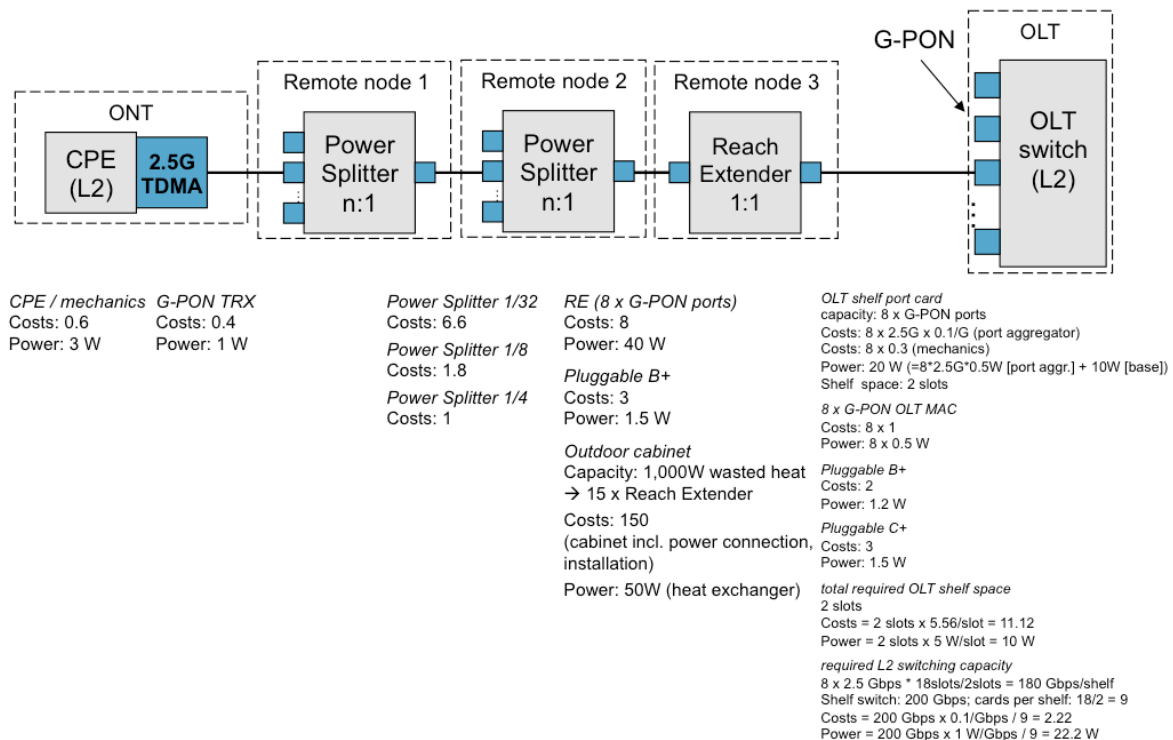 G-PON
OLT
Remote node 1
Remote node 2
Remote node 3
ONT
CPE
(L2)
2.5G
TDMA
Power
Splitter
n:1
Power
Splitter
n:1
Reach
Extender
1:1
OLT
switch
(L2)
CPE / mechanics
Costs: 0.6
Power: 3 W
G-PON TRX
Costs: 0.4
Power: 1 W
Power Splitter 1/32
Costs: 6.6
Power Splitter 1/8
Costs: 1.8
Power Splitter 1/4
Costs: 1
RE (8 x G-PON ports)
Costs: 8
Power: 40 W
Pluggable B+
Costs: 3
Power: 1.5 W
Outdoor cabinet
Capacity: 1,000W wasted heat
→ 15 x Reach Extender
Costs: 150
(cabinet incl. power connection,
installation)
Power: 50W (heat exchanger)
OLT shelf port card
capacity: 8 x G-PON ports
Costs: 8 x 2.5G x 0.1/G (port aggregator)
Costs: 8 x 0.3 (mechanics)
Power: 20 W (=8*2.5G*0.5W [port aggr.] + 10W [base])
Shelf space: 2 slots
8 x G-PON OLT MAC
Costs: 8 x 1
Power: 8 x 0.5 W
Pluggable B+
Costs: 2
Power: 1.2 W
Pluggable C+
Costs: 3
Power: 1.5 W
total required OLT shelf space
2 slots
Costs = 2 slots x 5.56/slot = 11.12
Power = 2 slots x 5 W/slot = 10 W
required L2 switching capacity
8 x 2.5 Gbps * 18slots/2slots = 180 Gbps/shelf
Shelf switch: 200 Gbps; cards per shelf: 18/2 = 9
Costs = 200 Gbps x 0.1/Gbps / 9 = 2.22
Power = 200 Gbps x 1 W/Gbps / 9 = 22.2 W